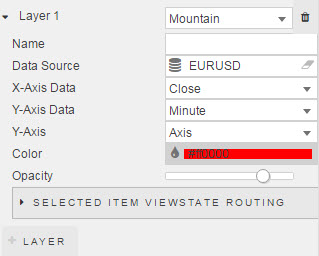 Layer 1 Mountain
Name
Data Source EURUSD
X-Axis Data Close
Y-Axis Data Minute
Y-Axis Axis
Color #ff0000
Opacity
SELECTED ITEM VIEWSTATE ROUTING
+ LAYER